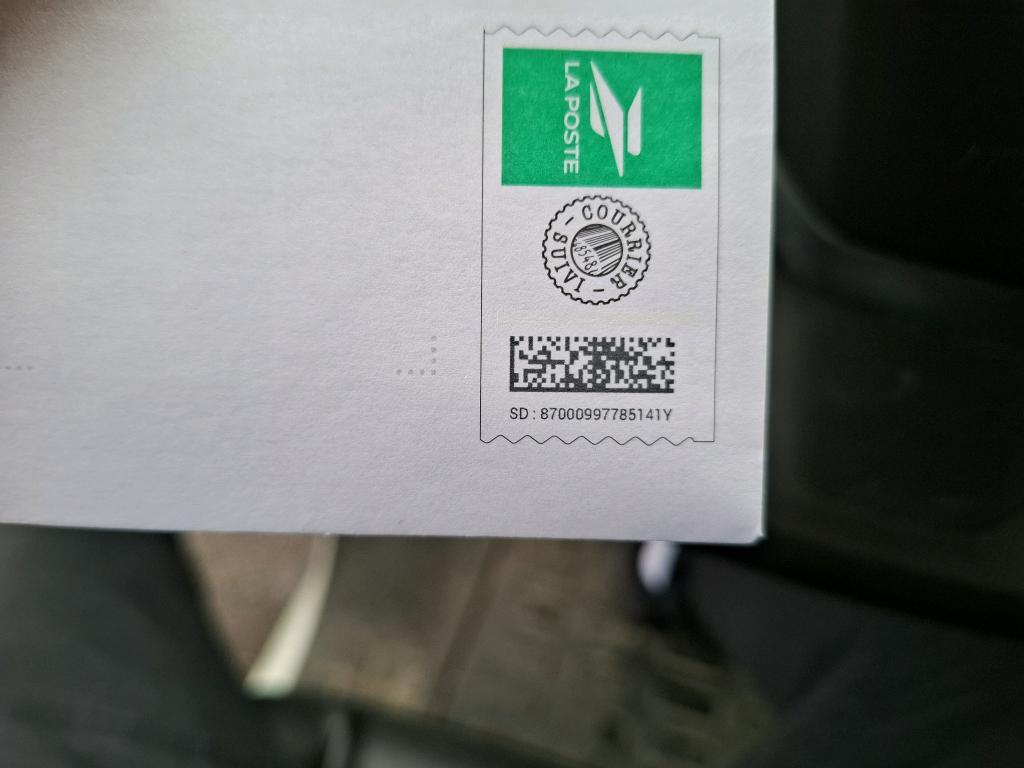 LA POSTE
SUIVI - COURRIER -
SD : 87000997785141Y